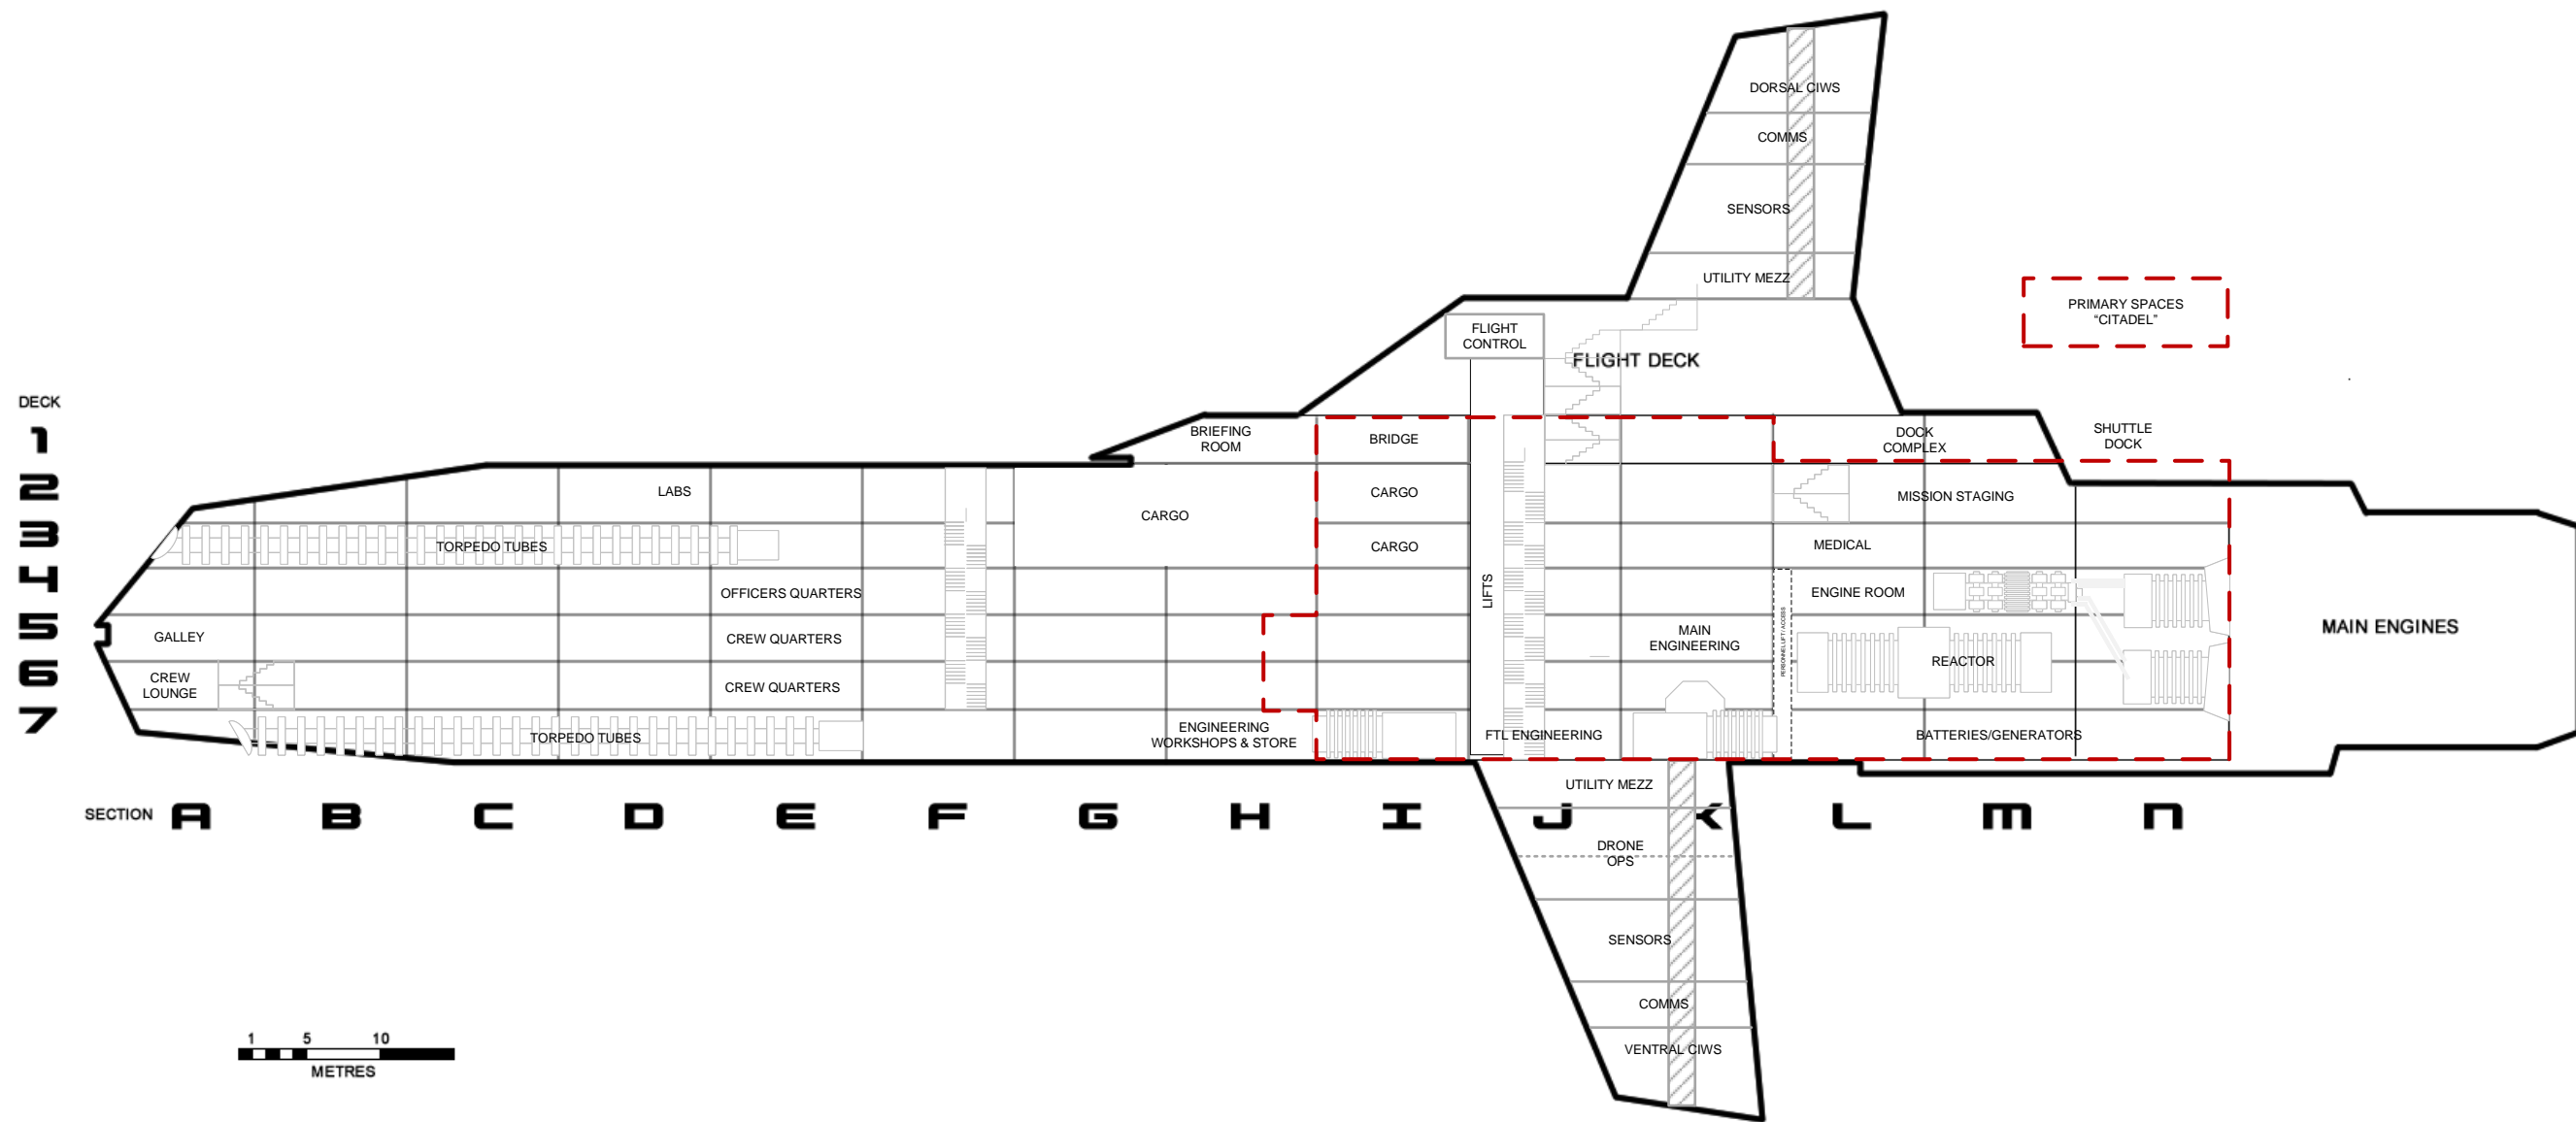 DORSAL CIWS
COMMS
SENSORS
UTILITY MEZZ
PRIMARY SPACES
“CITADEL”
FLIGHT
CONTROL
FLIGHT DECK
DECK
1
2
3
4
5
6
7
BRIEFING
ROOM
BRIDGE
DOCK
COMPLEX
SHUTTLE
DOCK
LABS
CARGO
CARGO
MISSION STAGING
TORPEDO TUBES
CARGO
MEDICAL
OFFICERS QUARTERS
LIFTS
ENGINE ROOM
GALLEY
CREW QUARTERS
MAIN
ENGINEERING
PERSONNEL LIFT / ACCESS
MAIN ENGINES
REACTOR
CREW
LOUNGE
CREW QUARTERS
TORPEDO TUBES
ENGINEERING
WORKSHOPS & STORE
FTL ENGINEERING
BATTERIES/GENERATORS
UTILITY MEZZ
SECTION A B C D E F G H I J K L M N
DRONE
OPS
SENSORS
COMMS
VENTRAL CIWS
1 5 10
METRES